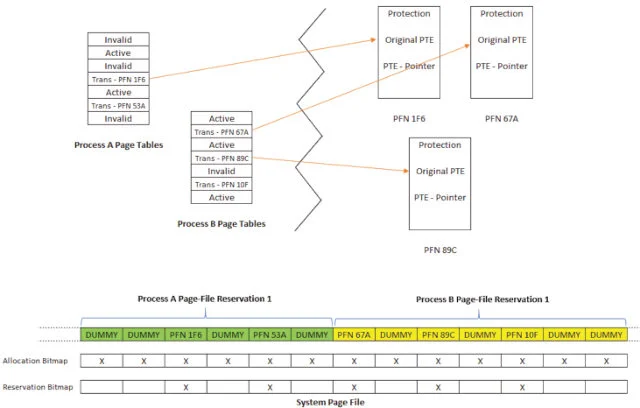 Invalid
Active
Invalid
Trans - PFN 1F6
Active
Trans - PFN 53A
Invalid
Process A Page Tables
Active
Trans - PFN 67A
Active
Trans - PFN 89C
Invalid
Trans - PFN 10F
Active
Process B Page Tables
Protection
Original PTE
PTE - Pointer
PFN 1F6
Protection
Original PTE
PTE - Pointer
PFN 67A
Protection
Original PTE
PTE - Pointer
PFN 89C
Process A Page-File Reservation 1
Process B Page-File Reservation 1
DUMMY DUMMY PFN 1F6 DUMMY PFN 53A DUMMY PFN 67A DUMMY PFN 89C DUMMY PFN 10F DUMMY DUMMY
Allocation Bitmap X X X X X X X X X X X X X
Reservation Bitmap X X X X X
System Page File